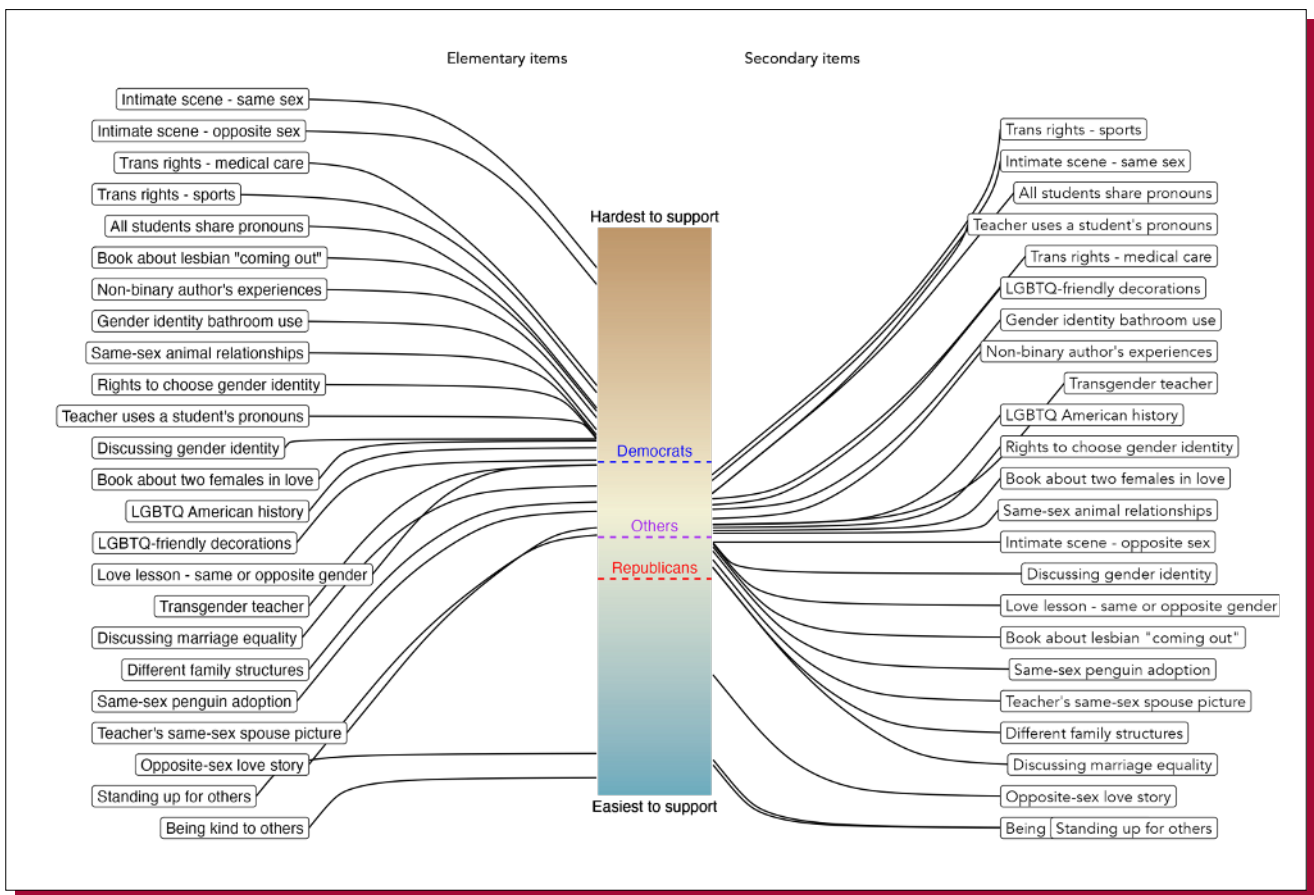 Elementary items
Secondary items
Intimate scene - same sex
Intimate scene - opposite sex
Trans rights - medical care
Trans rights - sports
All students share pronouns
Book about lesbian "coming out"
Non-binary author's experiences
Gender identity bathroom use
Same-sex animal relationships
Rights to choose gender identity
Teacher uses a student's pronouns
Discussing gender identity
Book about two females in love
LGBTQ American history
LGBTQ-friendly decorations
Love lesson - same or opposite gender
Transgender teacher
Discussing marriage equality
Different family structures
Same-sex penguin adoption
Teacher's same-sex spouse picture
Opposite-sex love story
Standing up for others
Being kind to others
Hardest to support
Democrats
Others
Republicans
Easiest to support
Trans rights - sports
Intimate scene - same sex
All students share pronouns
Teacher uses a student's pronouns
Trans rights - medical care
LGBTQ-friendly decorations
Gender identity bathroom use
Non-binary author's experiences
Transgender teacher
LGBTQ American history
Rights to choose gender identity
Book about two females in love
Same-sex animal relationships
Intimate scene - opposite sex
Discussing gender identity
Love lesson - same or opposite gender
Book about lesbian "coming out"
Same-sex penguin adoption
Teacher's same-sex spouse picture
Different family structures
Discussing marriage equality
Opposite-sex love story
Being
Standing up for others